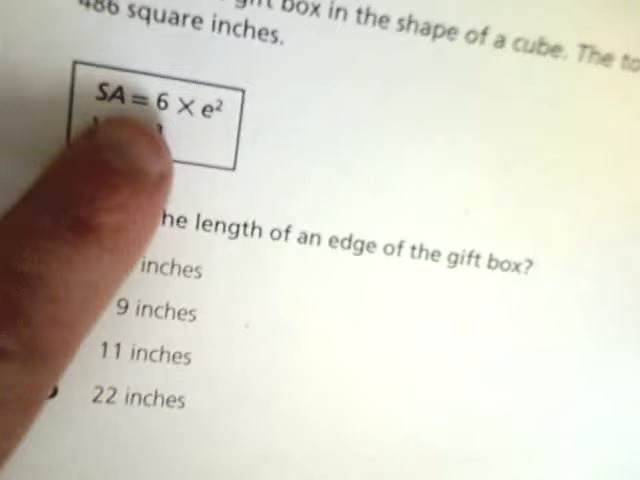 box in the shape of a cube. The
486 square inches.
SA = 6 × e²
he length of an edge of the gift box?
inches
9 inches
11 inches
22 inches